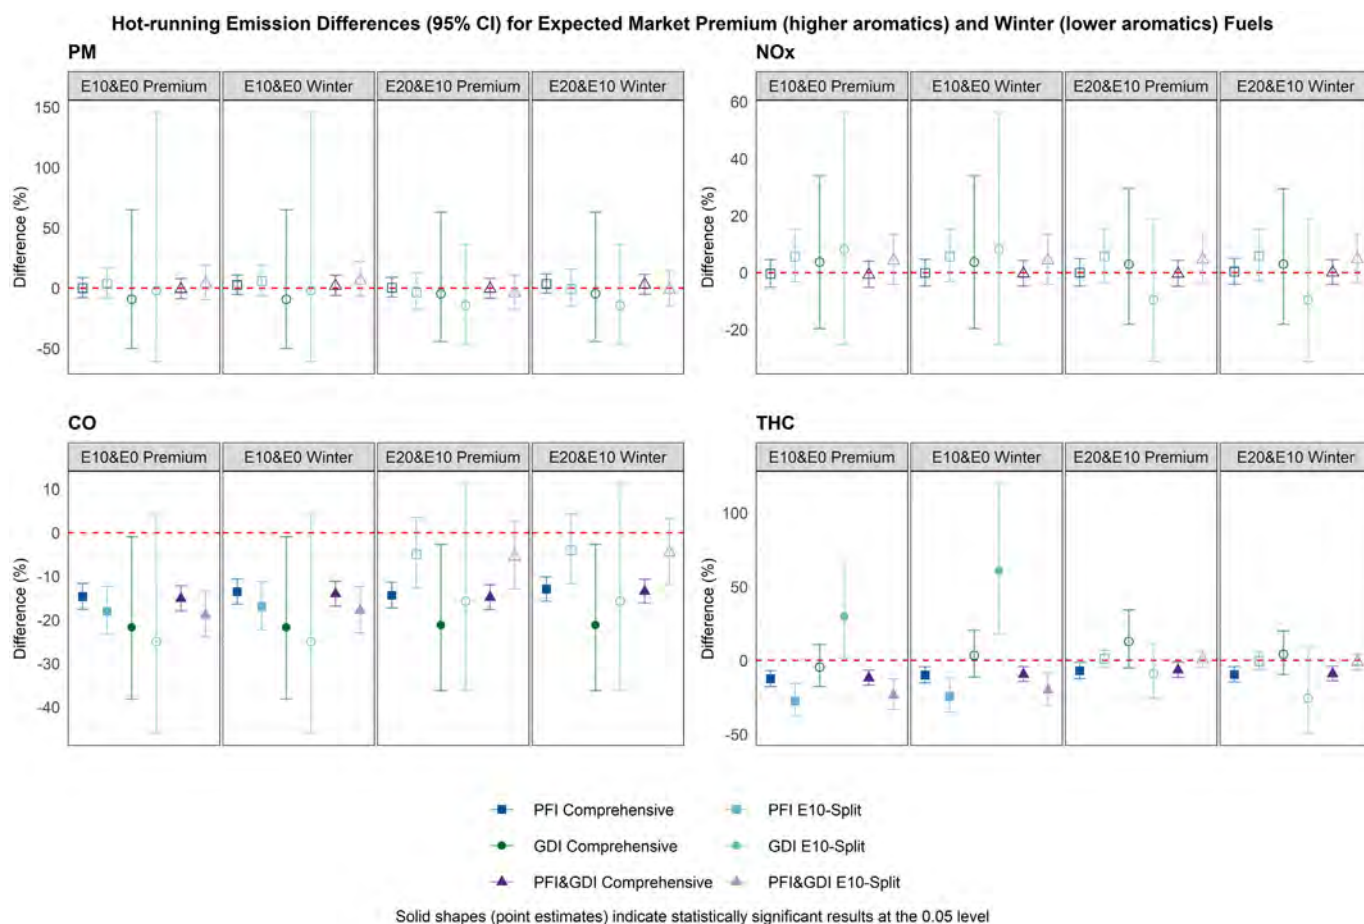 Hot-running Emission Differences (95% CI) for Expected Market Premium (higher aromatics) and Winter (lower aromatics) Fuels
PM
E10&E0 Premium
E10&E0 Winter
E20&E10 Premium
E20&E10 Winter
Difference (%)
150
100
50
0
-50
NOx
E10&E0 Premium
E10&E0 Winter
E20&E10 Premium
E20&E10 Winter
Difference (%)
60
40
20
0
-20
CO
E10&E0 Premium
E10&E0 Winter
E20&E10 Premium
E20&E10 Winter
Difference (%)
10
0
-10
-20
-30
-40
THC
E10&E0 Premium
E10&E0 Winter
E20&E10 Premium
E20&E10 Winter
Difference (%)
100
50
0
-50
PFI Comprehensive
PFI E10-Split
GDI Comprehensive
GDI E10-Split
PFI&GDI Comprehensive
PFI&GDI E10-Split
Solid shapes (point estimates) indicate statistically significant results at the 0.05 level